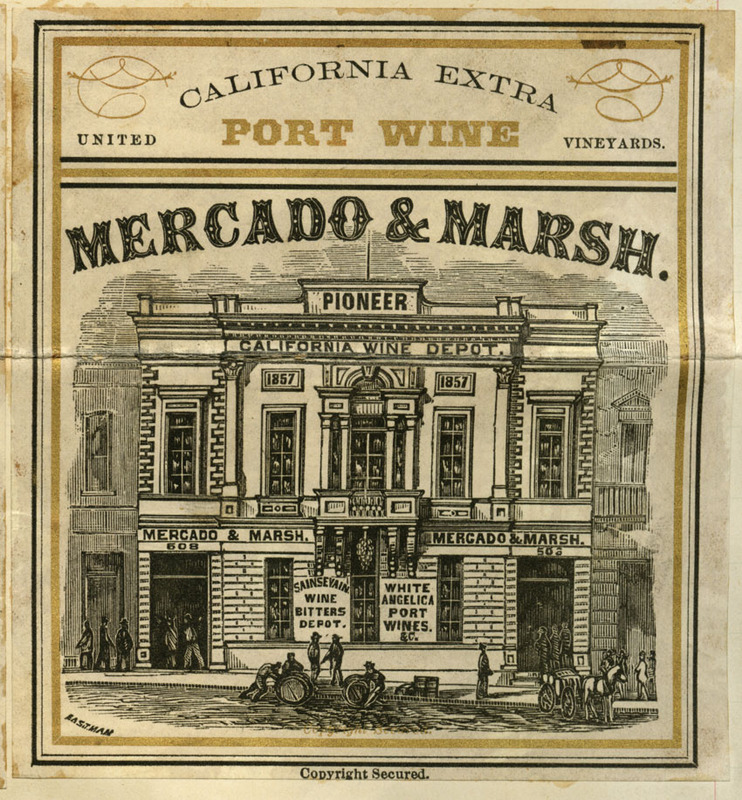 CALIFORNIA EXTRA
UNITED PORT WINE VINEYARDS.
MERCADO & MARSH.
PIONEER
CALIFORNIA WINE DEPOT.
1857 1857
MERCADO & MARSH. MERCADO & MARSH.
608
SAINSEVAIN
WINE
BITTERS
DEPOT.
WHITE
ANGELICA
PORT
WINES.
&C.
EASTMAN
Copyright Secured.